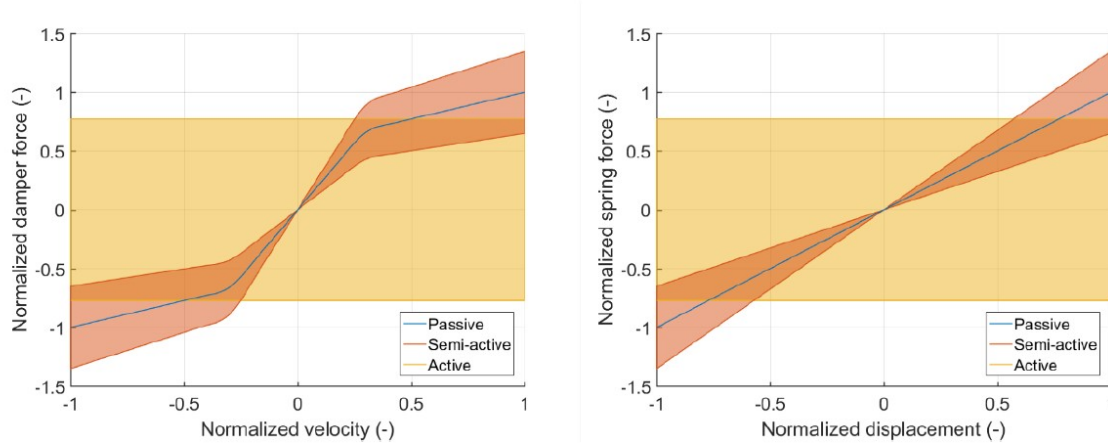 1.5
1
0.5
0
-0.5
-1
-1.5
Normalized damper force (-)
-1
-0.5
0
0.5
1
Normalized velocity (-)
Passive
Semi-active
Active
1.5
1
0.5
0
-0.5
-1
-1.5
Normalized spring force (-)
-1
-0.5
0
0.5
1
Normalized displacement (-)
Passive
Semi-active
Active